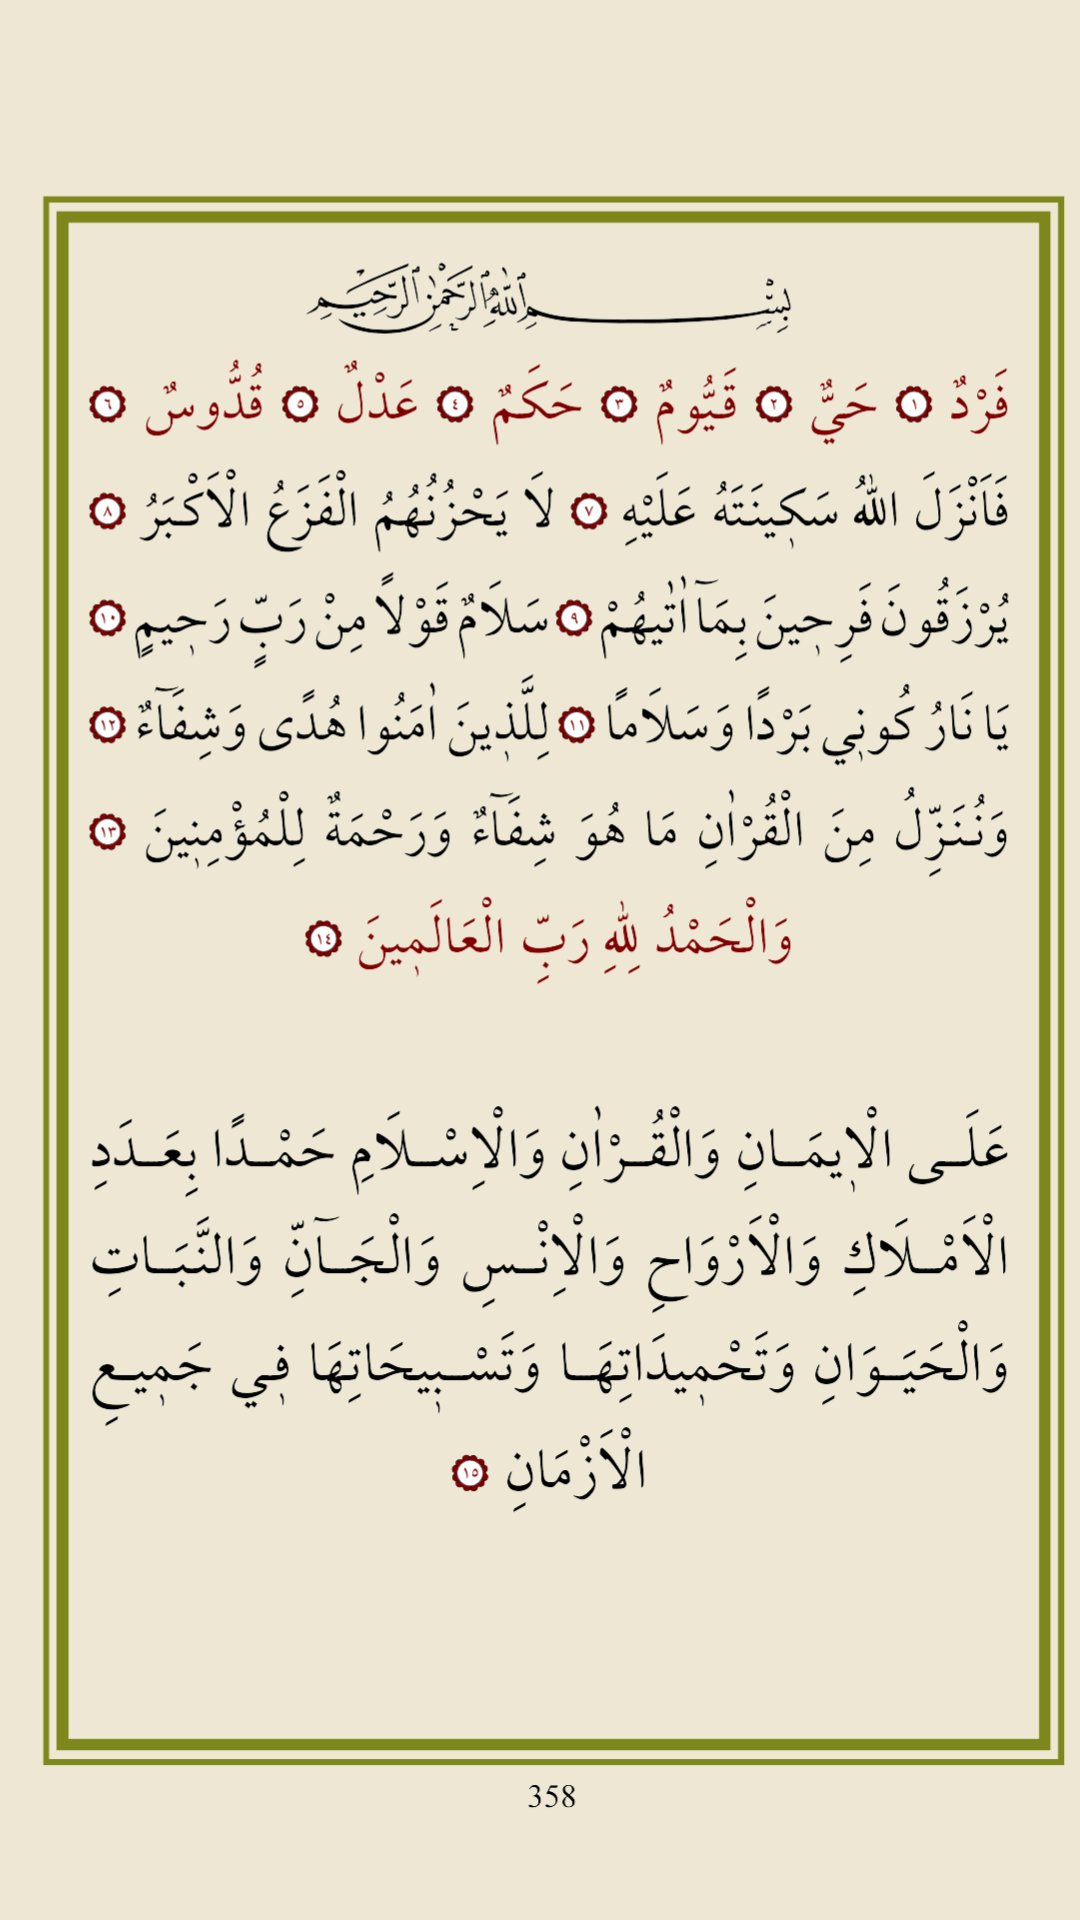 بِسْمِ اللّٰهِ الرَّحْمٰنِ الرَّحِيمِ
فَرْدٌ ١ حَيٌّ ٢ قَيُّومٌ ٣ حَكَمٌ ٤ عَدْلٌ ٥ قُدُّوسٌ ٦
فَاَنْزَلَ اللّٰهُ سَكٖينَتَهُ عَلَيْهِ ٧ لَا يَحْزُنُهُمُ الْفَزَعُ الْاَكْبَرُ ٨
يُرْزَقُونَ فَرِحٖينَ بِمَٓا اٰتٰيهُمْ ٩ سَلَامٌ قَوْلًا مِنْ رَبٍّ رَحٖيمٍ ١٠
يَا نَارُ كُونٖي بَرْدًا وَسَلَامًا ١١ لِلَّذٖينَ اٰمَنُوا هُدًى وَشِفَٓاءٌ ١٢
وَنُنَزِّلُ مِنَ الْقُرْاٰنِ مَا هُوَ شِفَٓاءٌ وَرَحْمَةٌ لِلْمُؤْمِنٖينَ ١٣
وَالْحَمْدُ لِلّٰهِ رَبِّ الْعَالَمٖينَ ١٤
عَلَى الْاٖيمَانِ وَالْقُرْاٰنِ وَالْاِسْلَامِ حَمْدًا بِعَدَدِ
الْاَمْلَاكِ وَالْاَرْوَاحِ وَالْاِنْسِ وَالْجَٓانِّ وَالنَّبَاتِ
وَالْحَيَوَانِ وَتَحْمٖيدَاتِهَا وَتَسْبٖيحَاتِهَا فٖي جَمٖيعِ
الْاَزْمَانِ ١٥
358